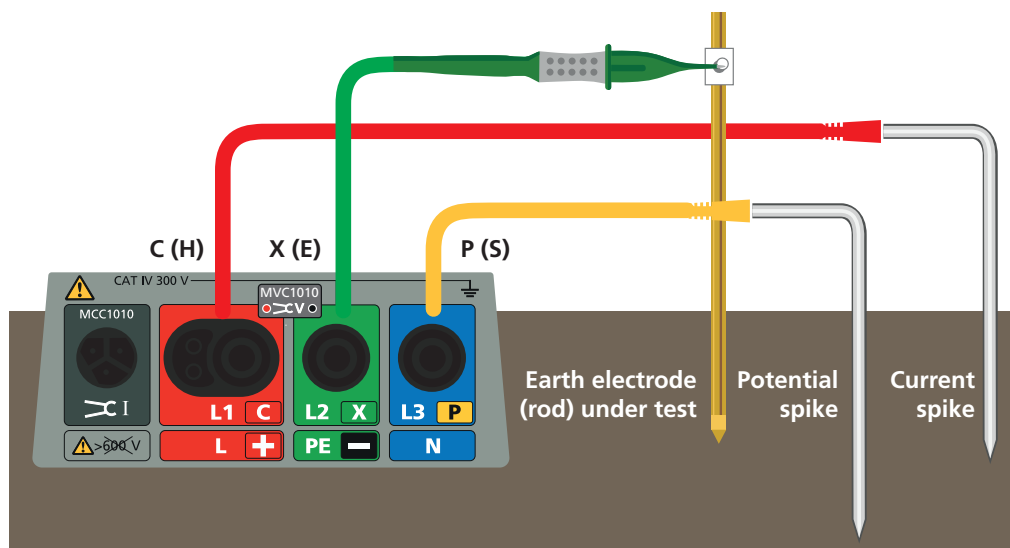 C (H)
X (E)
P (S)
CAT IV 300 V
MVC1010
V
MCC1010
I
L1 C
L2 X
L3 P
>600 V
L +
PE −
N
Earth electrode
(rod) under test
Potential
spike
Current
spike